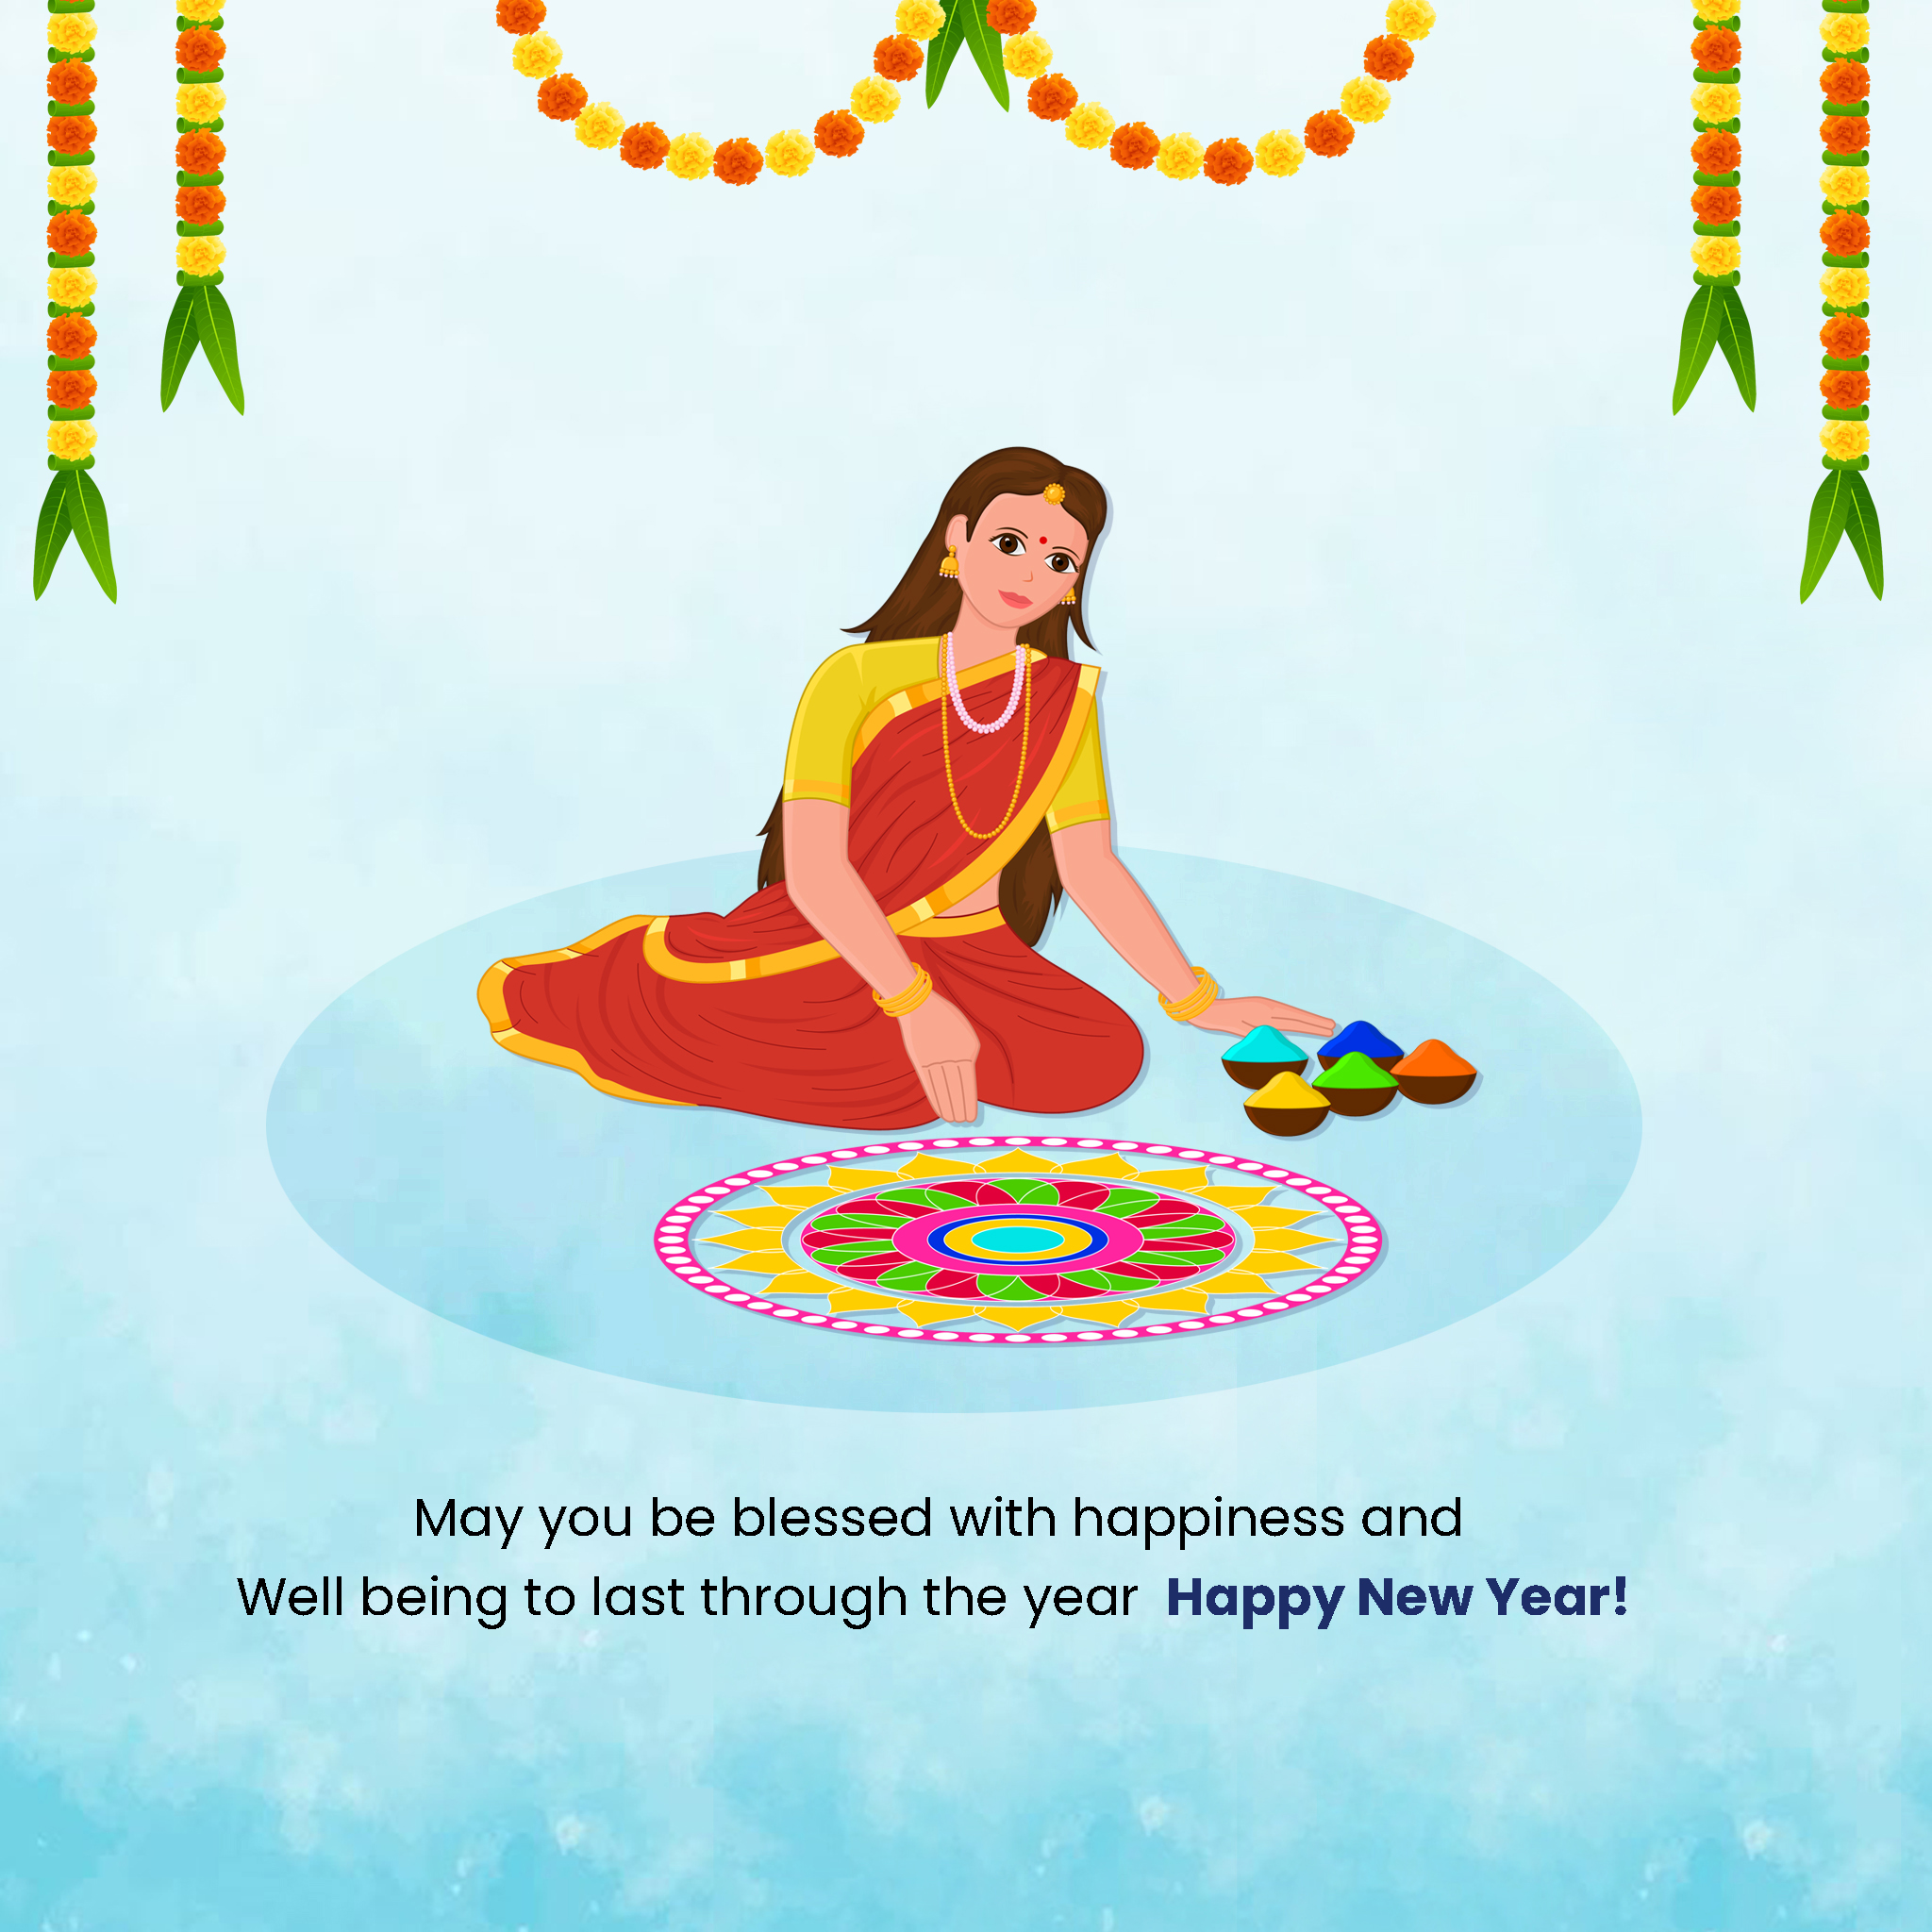 May you be blessed with happiness and
Well being to last through the year Happy New Year!